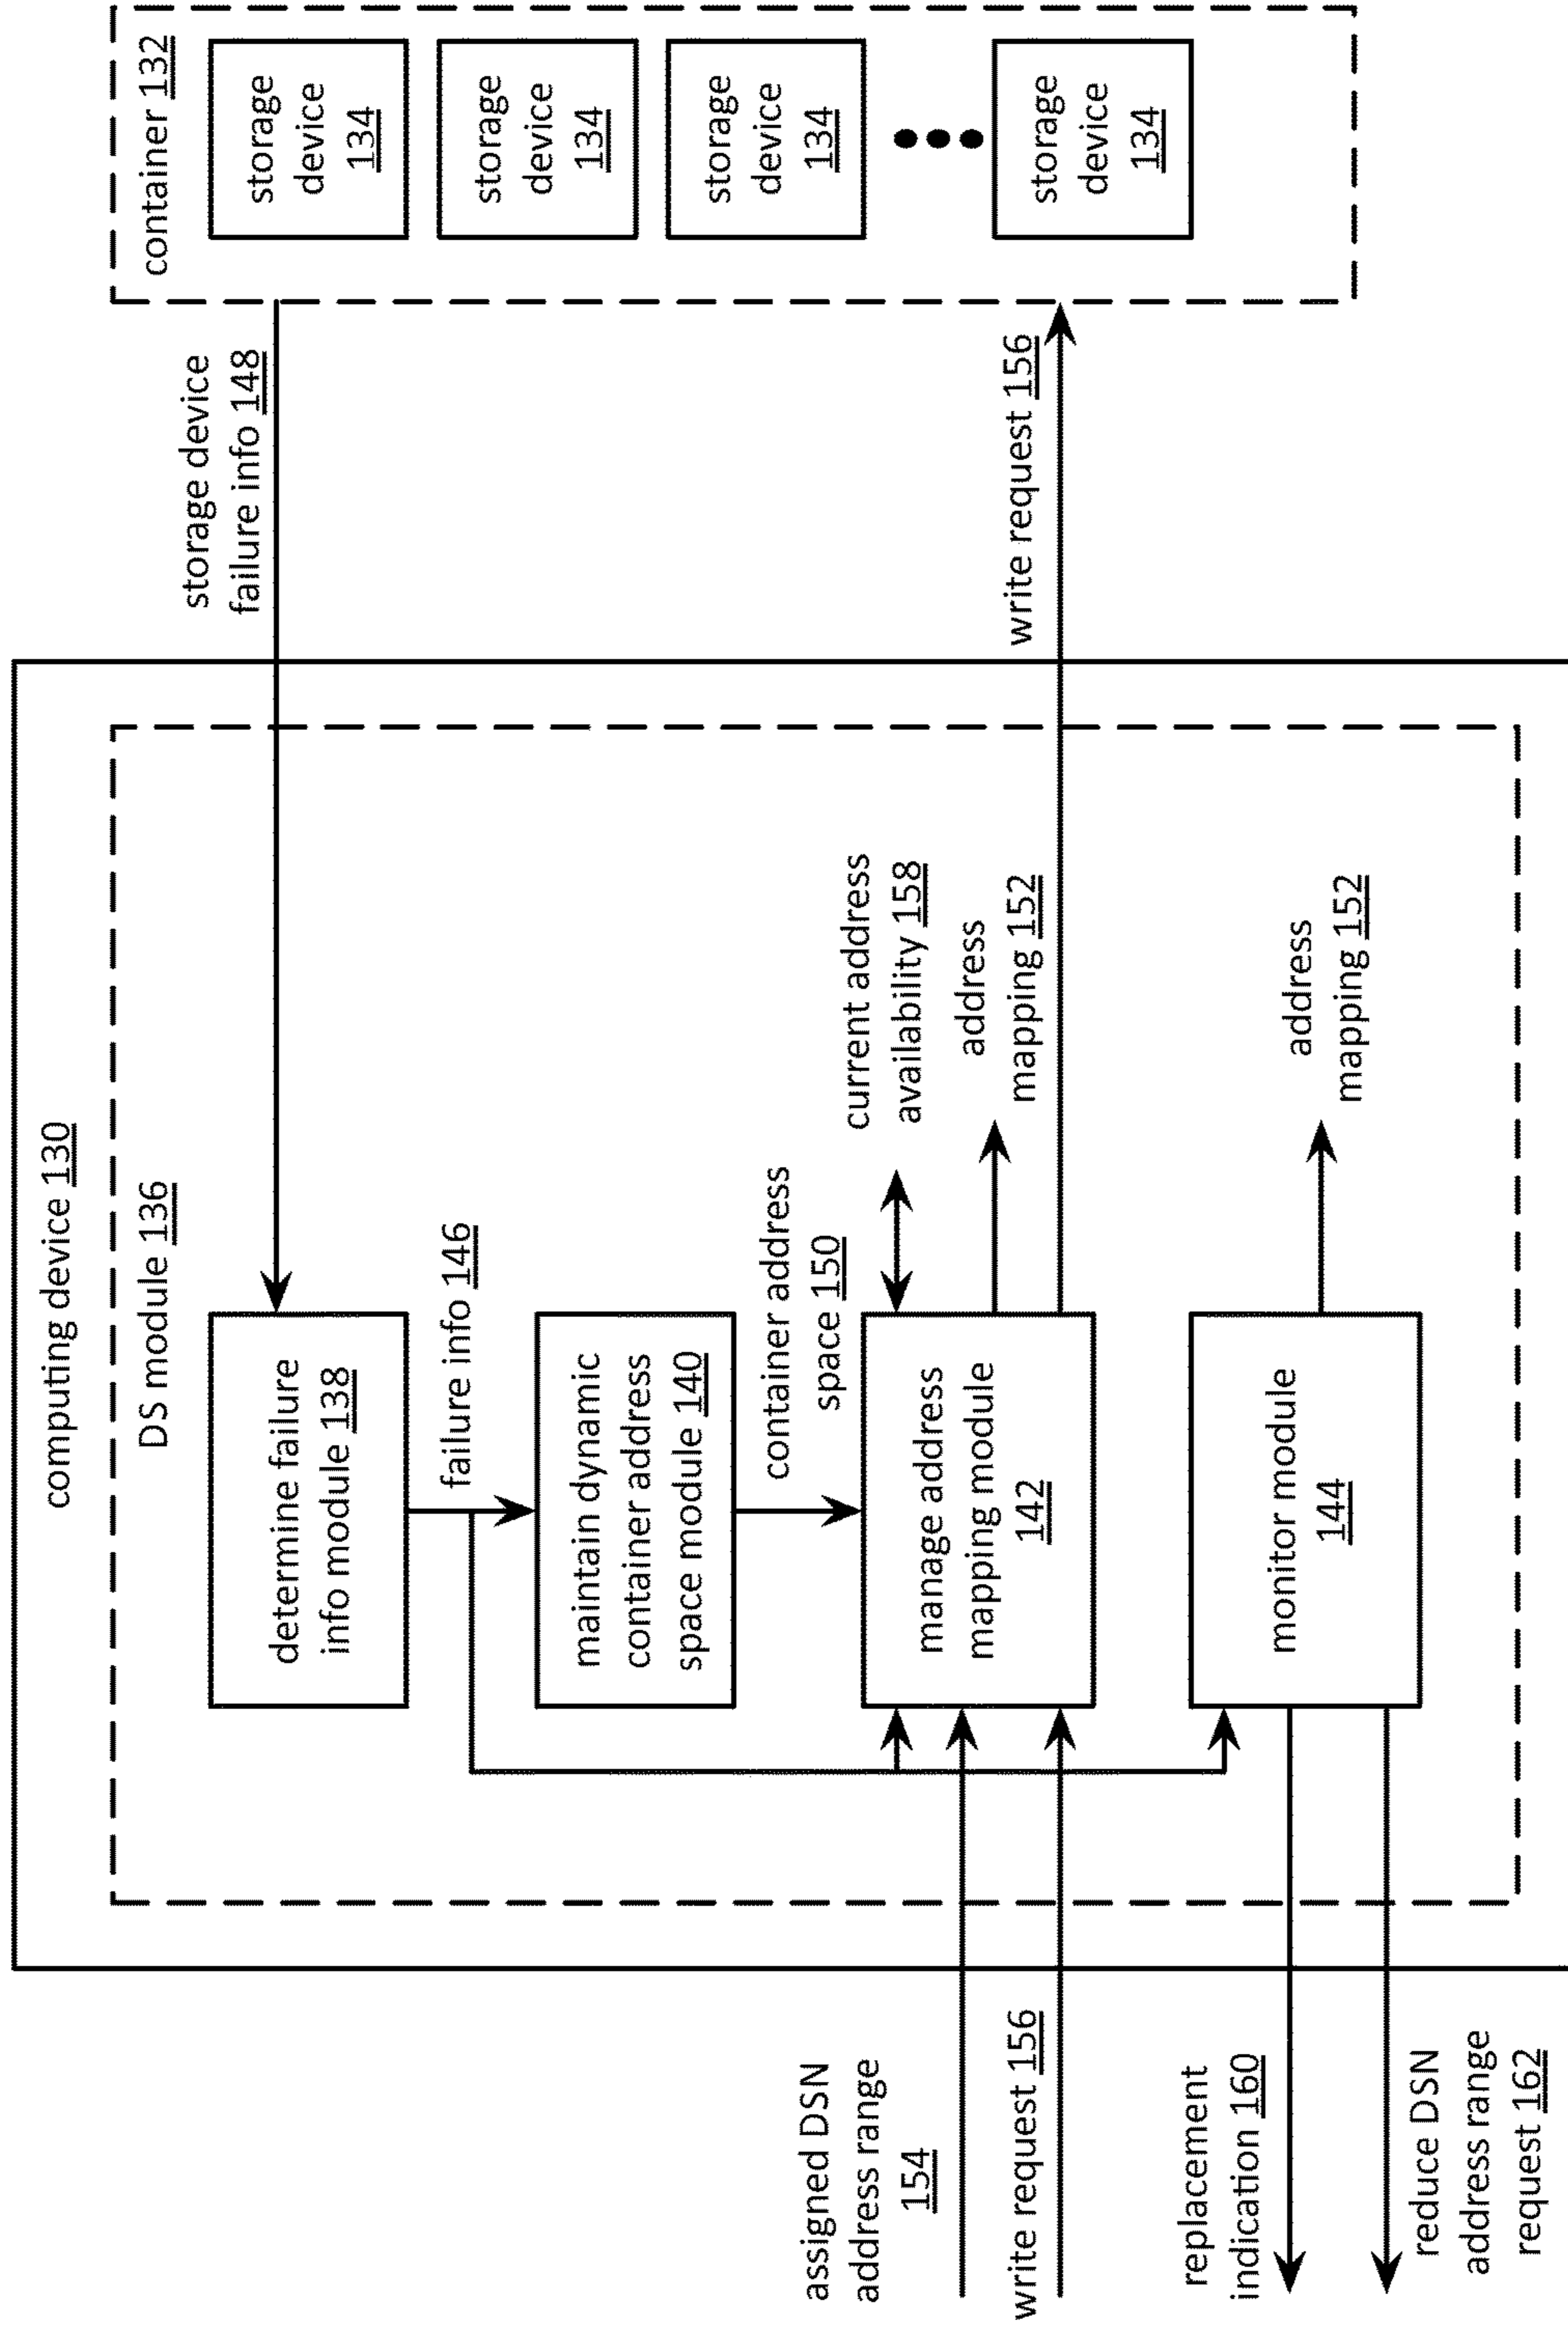 computing device 130
DS module 136
container 132
determine failure
info module 138
storage device
failure info 148
storage
device
134
failure info 146
maintain dynamic
container address
space module 140
storage
device
134
container address
space 150
current address
availability 158
storage
device
134
assigned DSN
address range
154
manage address
mapping module
142
address
mapping 152
write request 156
write request 156
storage
device
134
replacement
indication 160
monitor module
144
address
mapping 152
reduce DSN
address range
request 162